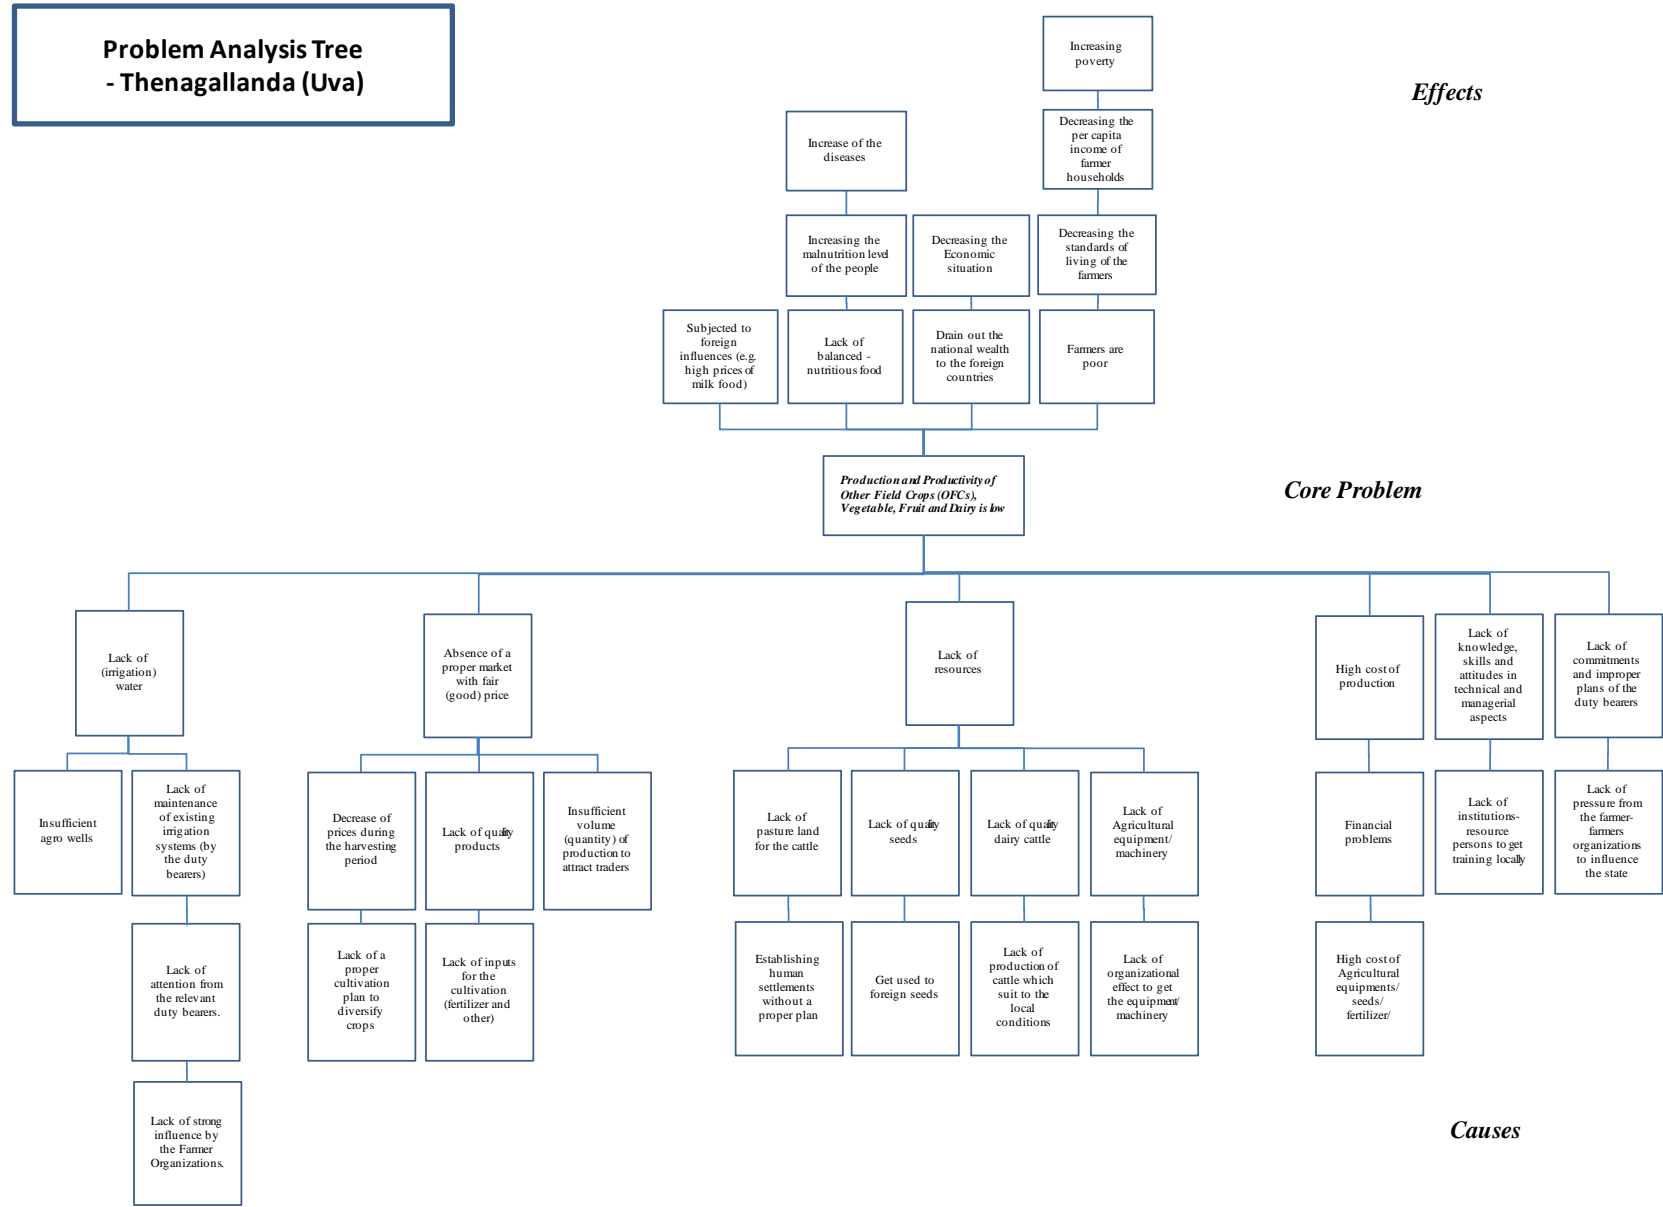 Problem Analysis Tree
- Thenagallanda (Uva)
Increasing
poverty
Effects
Decreasing the
per capita
income of
farmer
households
Increase of the
diseases
Increasing the
malnutrition level
of the people
Decreasing the
Economic
situation
Decreasing the
standards of
living of the
farmers
Subjected to
foreign
influences (e.g.
high prices of
milk food)
Lack of
balanced -
nutritious food
Drain out the
national wealth
to the foreign
countries
Farmers are
poor
Production and Productivity of
Other Field Crops (OFCs),
Vegetable, Fruit and Dairy is low
Core Problem
Lack of
(irrigation)
water
Absence of a
proper market
with fair
(good) price
Lack of
resources
High cost of
production
Lack of
knowledge,
skills and
attitudes in
technical and
managerial
aspects
Lack of
commitments
and improper
plans of the
duty bearers
Insufficient
agro wells
Lack of
maintenance
of existing
irrigation
systems (by
the duty
bearers)
Decrease of
prices during
the harvesting
period
Lack of quality
products
Insufficient
volume
(quantity) of
production to
attract traders
Lack of
pasture land
for the cattle
Lack of quality
seeds
Lack of quality
dairy cattle
Lack of
Agricultural
equipment/
machinery
Financial
problems
Lack of
institutions-
resource
persons to get
training locally
Lack of
pressure from
the farmer-
farmers
organizations
to influence
the state
Lack of
attention from
the relevant
duty bearers.
Lack of a
proper
cultivation
plan to
diversify
crops
Lack of inputs
for the
cultivation
(fertilizer and
other)
Establishing
human
settlements
without a
proper plan
Get used to
foreign seeds
Lack of
production of
cattle which
suit to the
local
conditions
Lack of
organizational
effect to get
the equipment/
machinery
High cost of
Agricultural
equipments/
seeds/
fertilizer/
Lack of strong
influence by
the Farmer
Organizations.
Causes